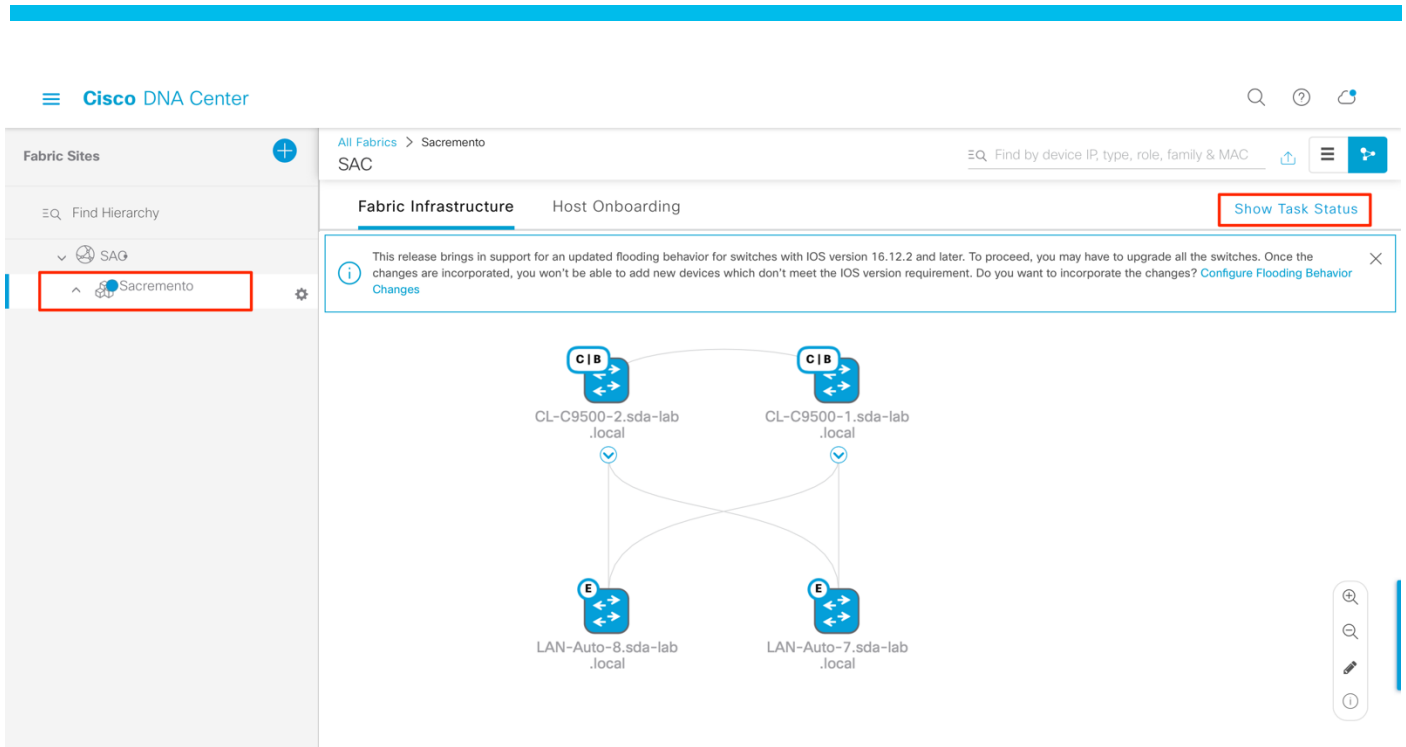 Cisco DNA Center
Fabric Sites
All Fabrics > Sacremento
SAC
Find by device IP, type, role, family & MAC
Find Hierarchy
Fabric Infrastructure
Host Onboarding
Show Task Status
SAC
Sacremento
This release brings in support for an updated flooding behavior for switches with IOS version 16.12.2 and later. To proceed, you may have to upgrade all the switches. Once the
changes are incorporated, you won't be able to add new devices which don't meet the IOS version requirement. Do you want to incorporate the changes? Configure Flooding Behavior
Changes
C|B
C|B
CL-C9500-2.sda-lab
.local
CL-C9500-1.sda-lab
.local
E
E
LAN-Auto-8.sda-lab
.local
LAN-Auto-7.sda-lab
.local